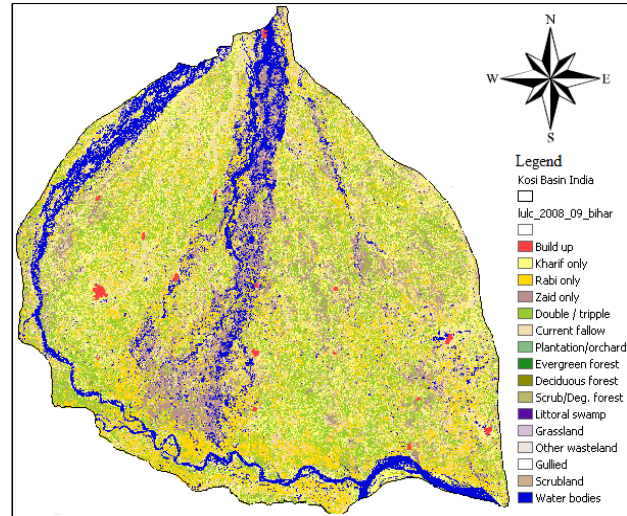 N
W E
S
Legend
Kosi Basin India
lulc_2008_09_bihar
Build up
Kharif only
Rabi only
Zaid only
Double / tripple
Current fallow
Plantation/orchard
Evergreen forest
Deciduous forest
Scrub/Deg. forest
Littoral swamp
Grassland
Other wasteland
Gullied
Scrubland
Water bodies